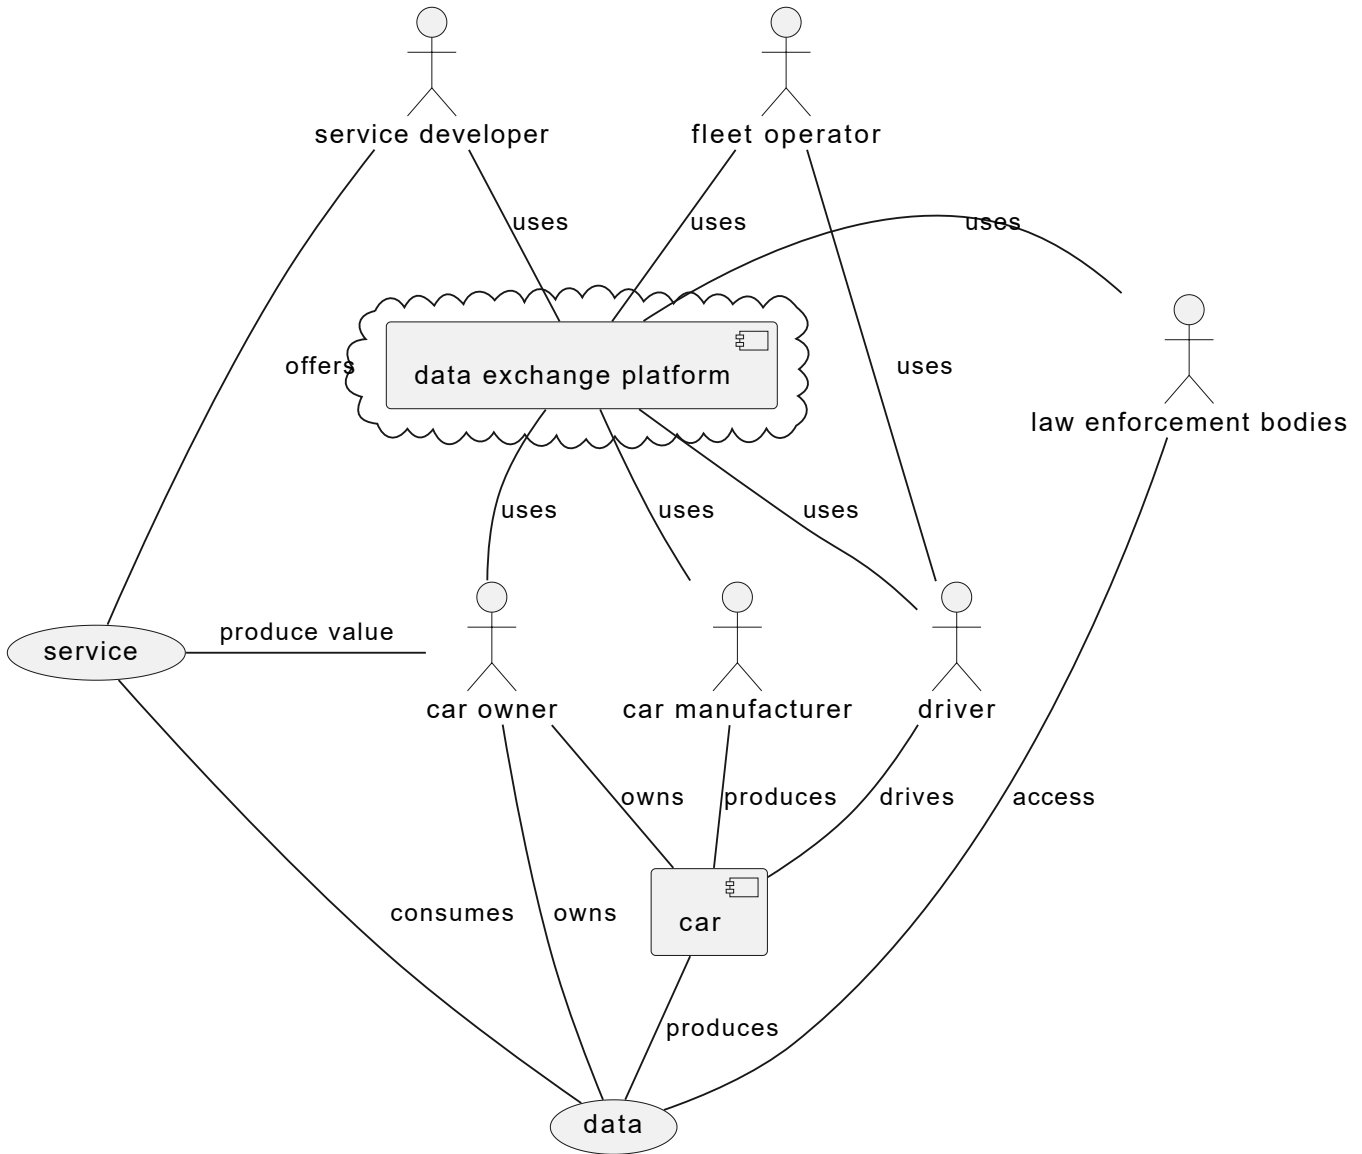 service developer
fleet operator
uses
uses
uses
offers
data exchange platform
uses
law enforcement bodies
uses
uses
uses
produce value
service
car owner
car manufacturer
driver
owns
produces
drives
access
consumes
owns
car
produces
data